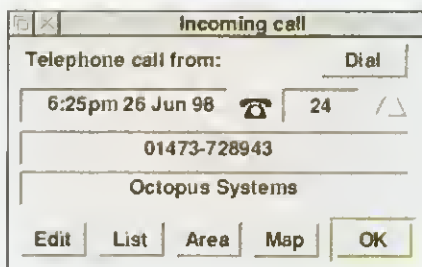 Incoming call
Telephone call from: Dial
6:25pm 26 Jun 98 24
01473-728943
Octopus Systems
Edit List Area Map OK